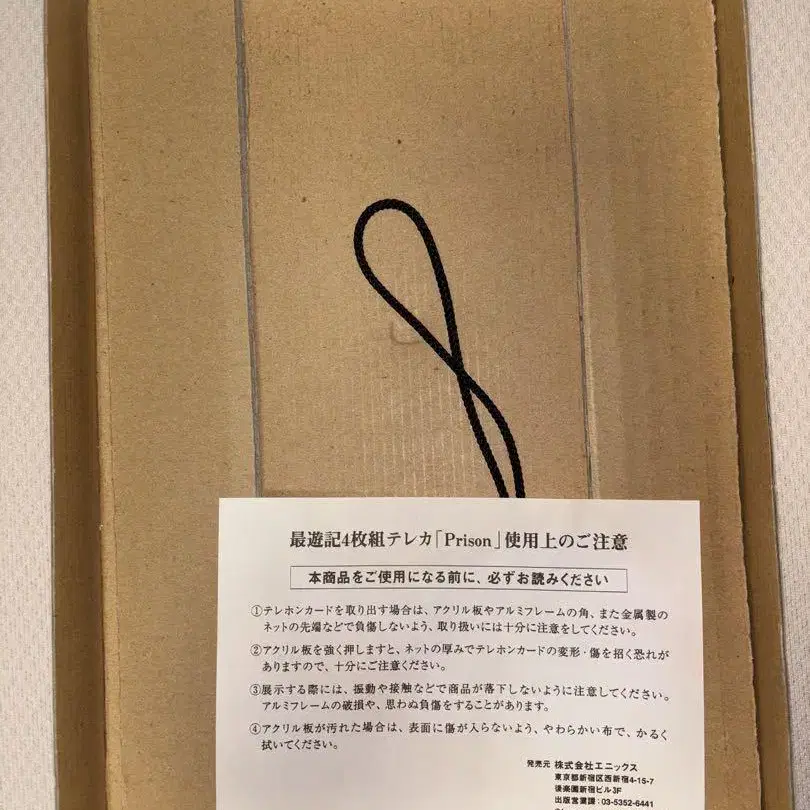 最遊記4枚組テレカ「Prison」使用上のご注意
本商品をご使用になる前に、必ずお読みください
①テレホンカードを取り出す場合は、アクリル板やアルミフレームの角、また金属製の
ネットの先端などで負傷しないよう、取り扱いには十分に注意をしてください。
②アクリル板を強く押しますと、ネットの厚みでテレホンカードの変形・傷を招く恐れが
ありますので、十分にご注意ください。
③展示する際には、振動や接触などで商品が落下しないように注意してください。
アルミフレームの破損や、思わぬ負傷をすることがあります。
④アクリル板が汚れた場合は、表面に傷が入らないよう、やわらかい布で、かるく
拭いてください。
発売元 株式会社エニックス
東京都新宿区西新宿4-15-7
後楽園新宿ビル3F
出版営業課:03-5352-6441